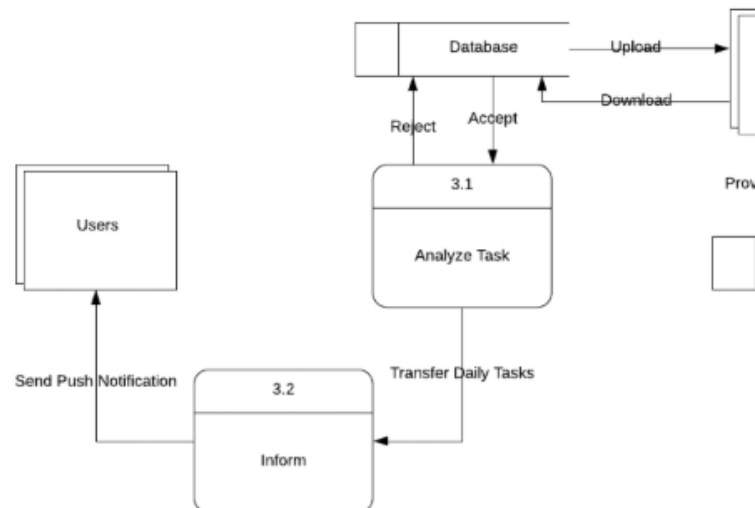 Database
Upload
Download
Reject
Accept
3.1
Users
Analyze Task
Send Push Notification
Transfer Daily Tasks
3.2
Inform